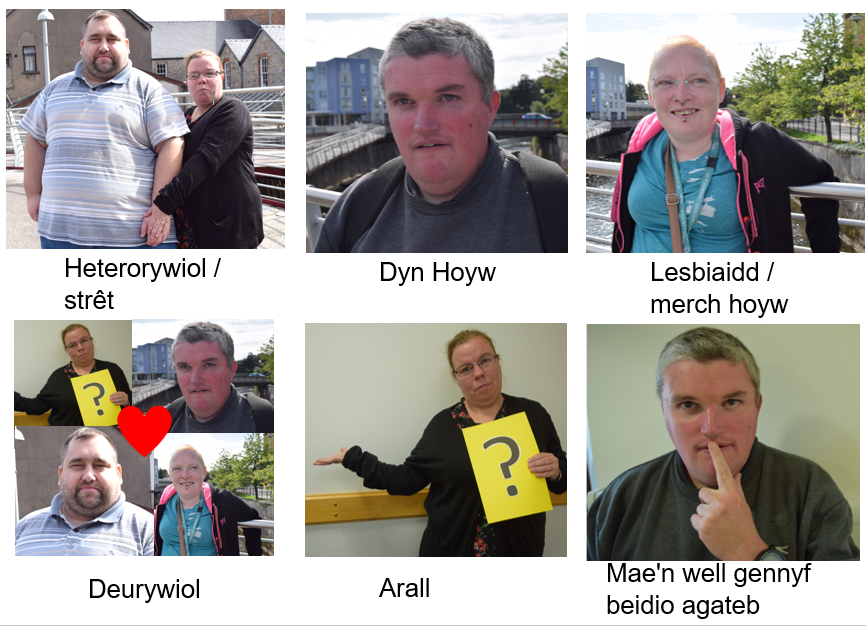 Heterorywiol /
strêt
Dyn Hoyw
Lesbiaidd /
merch hoyw
?
?
Deurywiol
Arall
Mae'n well gennyf
beidio agateb